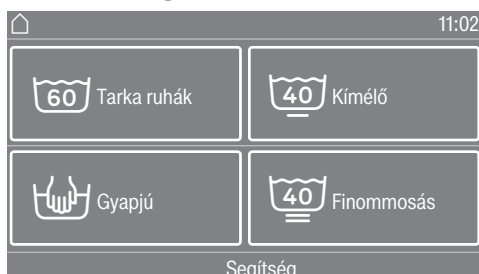 11:02
60 Tarka ruhák
40 Kímélő
Gyapjú
40 Finommosás
Segítség